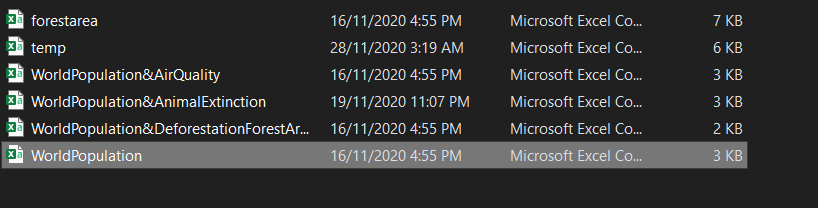 forestarea 16/11/2020 4:55 PM Microsoft Excel Co... 7 KB
temp 28/11/2020 3:19 AM Microsoft Excel Co... 6 KB
WorldPopulation&AirQuality 16/11/2020 4:55 PM Microsoft Excel Co... 3 KB
WorldPopulation&AnimalExtinction 19/11/2020 11:07 PM Microsoft Excel Co... 3 KB
WorldPopulation&DeforestationForestAr... 16/11/2020 4:55 PM Microsoft Excel Co... 2 KB
WorldPopulation 16/11/2020 4:55 PM Microsoft Excel Co... 3 KB